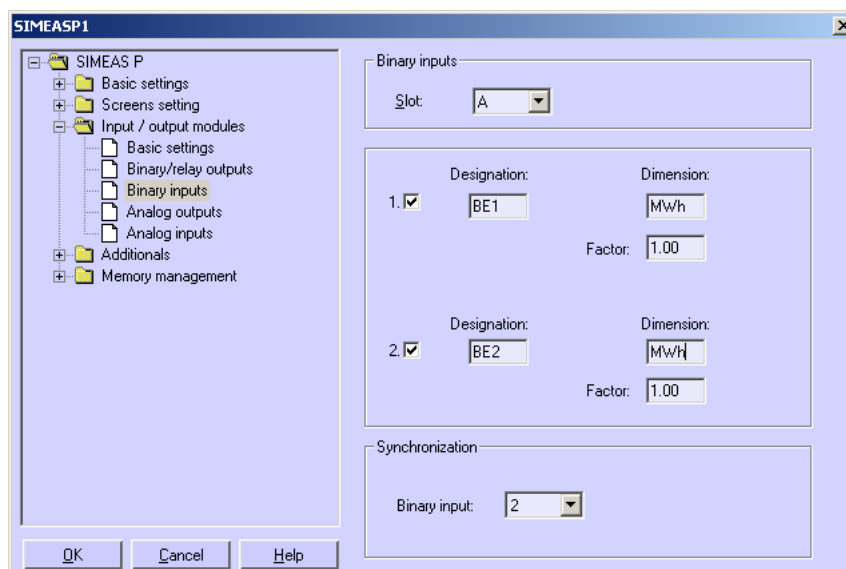 SIMEASP1
SIMEAS P
Basic settings
Screens setting
Input / output modules
Basic settings
Binary/relay outputs
Binary inputs
Analog outputs
Analog inputs
Additionals
Memory management
OK Cancel Help
Binary inputs
Slot: A
Designation: Dimension:
1. BE1 MWh
Factor: 1.00
Designation: Dimension:
2. BE2 MWh
Factor: 1.00
Synchronization
Binary input: 2